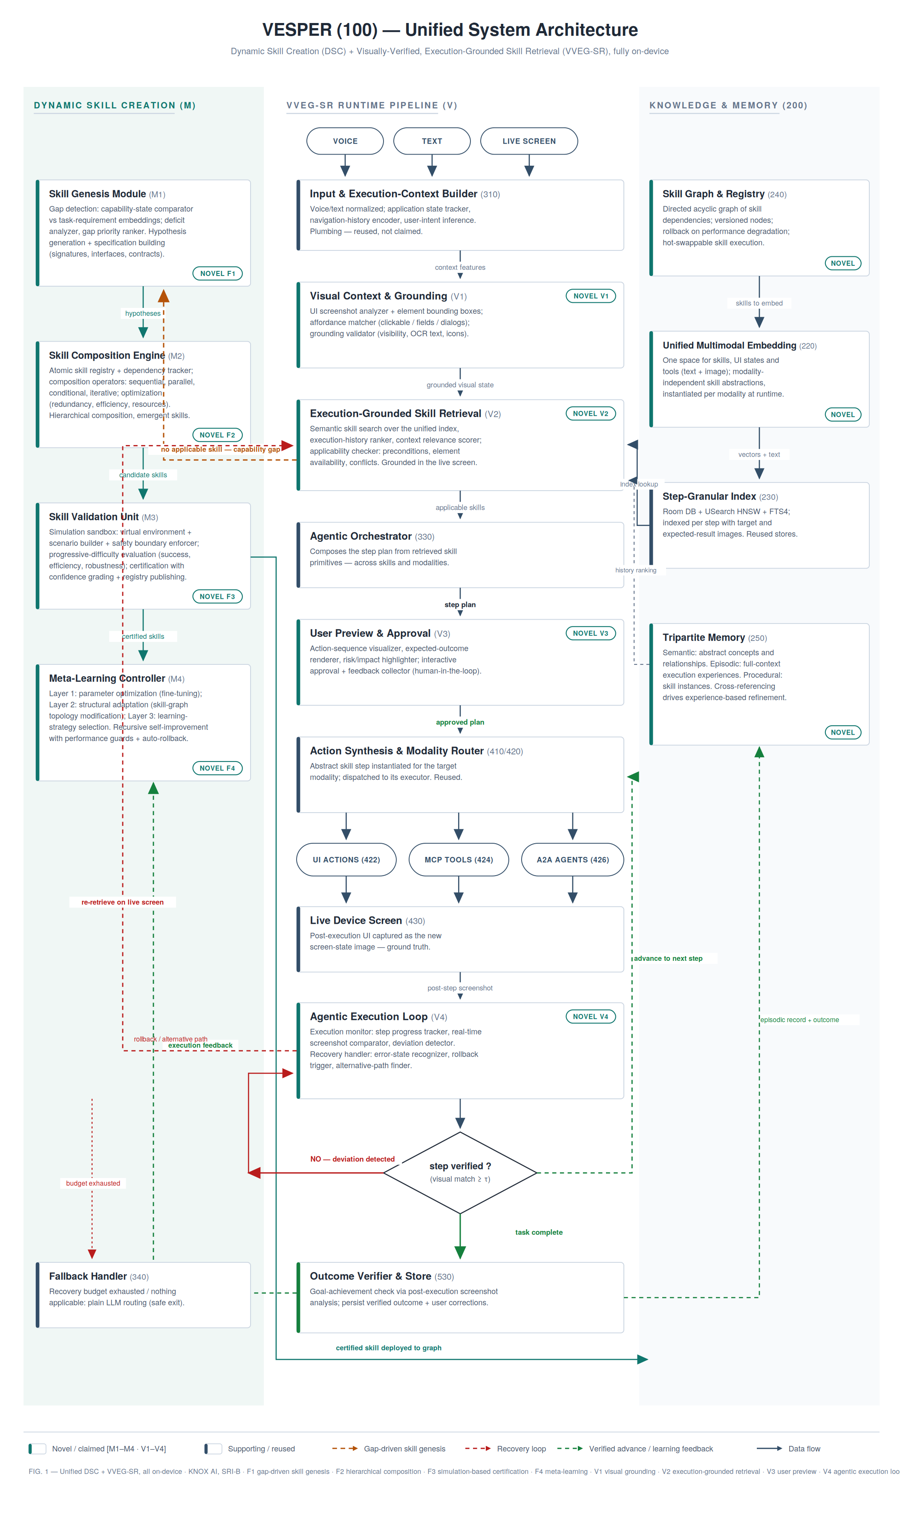 VESPER (100) — Unified System Architecture
Dynamic Skill Creation (DSC) + Visually-Verified, Execution-Grounded Skill Retrieval (VVEG-SR), fully on-device
DYNAMIC SKILL CREATION (M)
Skill Genesis Module (M1)
Gap detection: capability-state comparator
vs task-requirement embeddings; deficit
analyzer, gap priority ranker. Hypothesis
generation + specification building
(signatures, interfaces, contracts).
NOVEL F1
hypotheses
Skill Composition Engine (M2)
Atomic skill registry + dependency tracker;
composition operators: sequential, parallel,
conditional, iterative; optimization
(redundancy, efficiency, resources).
Hierarchical composition, emergent skills.
NOVEL F2
no applicable skill — capability gap
candidate skills
Skill Validation Unit (M3)
Simulation sandbox: virtual environment +
scenario builder + safety boundary enforcer;
progressive-difficulty evaluation (success,
efficiency, robustness); certification with
confidence grading + registry publishing.
NOVEL F3
certified skills
Meta-Learning Controller (M4)
Layer 1: parameter optimization (fine-tuning);
Layer 2: structural adaptation (skill-graph
topology modification); Layer 3: learning-
strategy selection. Recursive self-improvement
with performance guards + auto-rollback.
NOVEL F4
re-retrieve on live screen
rollback / alternative path
execution feedback
budget exhausted
Fallback Handler (340)
Recovery budget exhausted / nothing
applicable: plain LLM routing (safe exit).
VVEG-SR RUNTIME PIPELINE (V)
VOICE
TEXT
LIVE SCREEN
Input & Execution-Context Builder (310)
Voice/text normalized; application state tracker,
navigation-history encoder, user-intent inference.
Plumbing — reused, not claimed.
context features
Visual Context & Grounding (V1)
NOVEL V1
UI screenshot analyzer + element bounding boxes;
affordance matcher (clickable / fields / dialogs);
grounding validator (visibility, OCR text, icons).
grounded visual state
Execution-Grounded Skill Retrieval (V2)
NOVEL V2
Semantic skill search over the unified index,
execution-history ranker, context relevance scorer;
applicability checker: preconditions, element
availability, conflicts. Grounded in the live screen.
applicable skills
Agentic Orchestrator (330)
Composes the step plan from retrieved skill
primitives — across skills and modalities.
step plan
User Preview & Approval (V3)
NOVEL V3
Action-sequence visualizer, expected-outcome
renderer, risk/impact highlighter; interactive
approval + feedback collector (human-in-the-loop).
approved plan
Action Synthesis & Modality Router (410/420)
Abstract skill step instantiated for the target
modality; dispatched to its executor. Reused.
UI ACTIONS (422)
MCP TOOLS (424)
A2A AGENTS (426)
Live Device Screen (430)
Post-execution UI captured as the new
screen-state image — ground truth.
post-step screenshot
Agentic Execution Loop (V4)
NOVEL V4
Execution monitor: step progress tracker, real-time
screenshot comparator, deviation detector.
Recovery handler: error-state recognizer, rollback
trigger, alternative-path finder.
NO — deviation detected
step verified ?
(visual match ≥ τ)
task complete
Outcome Verifier & Store (530)
Goal-achievement check via post-execution screenshot
analysis; persist verified outcome + user corrections.
certified skill deployed to graph
KNOWLEDGE & MEMORY (200)
Skill Graph & Registry (240)
Directed acyclic graph of skill
dependencies; versioned nodes;
rollback on performance degradation;
hot-swappable skill execution.
NOVEL
skills to embed
Unified Multimodal Embedding (220)
One space for skills, UI states and
tools (text + image); modality-
independent skill abstractions,
instantiated per modality at runtime.
NOVEL
vectors + text
index lookup
Step-Granular Index (230)
Room DB + USearch HNSW + FTS4;
indexed per step with target and
expected-result images. Reused stores.
history ranking
Tripartite Memory (250)
Semantic: abstract concepts and
relationships. Episodic: full-context
execution experiences. Procedural:
skill instances. Cross-referencing
drives experience-based refinement.
NOVEL
advance to next step
episodic record + outcome
Novel / claimed [M1–M4 · V1–V4]
Supporting / reused
Gap-driven skill genesis
Recovery loop
Verified advance / learning feedback
Data flow
FIG. 1 — Unified DSC + VVEG-SR, all on-device · KNOX AI, SRI-B · F1 gap-driven skill genesis · F2 hierarchical composition · F3 simulation-based certification · F4 meta-learning · V1 visual grounding · V2 execution-grounded retrieval · V3 user preview · V4 agentic execution loo